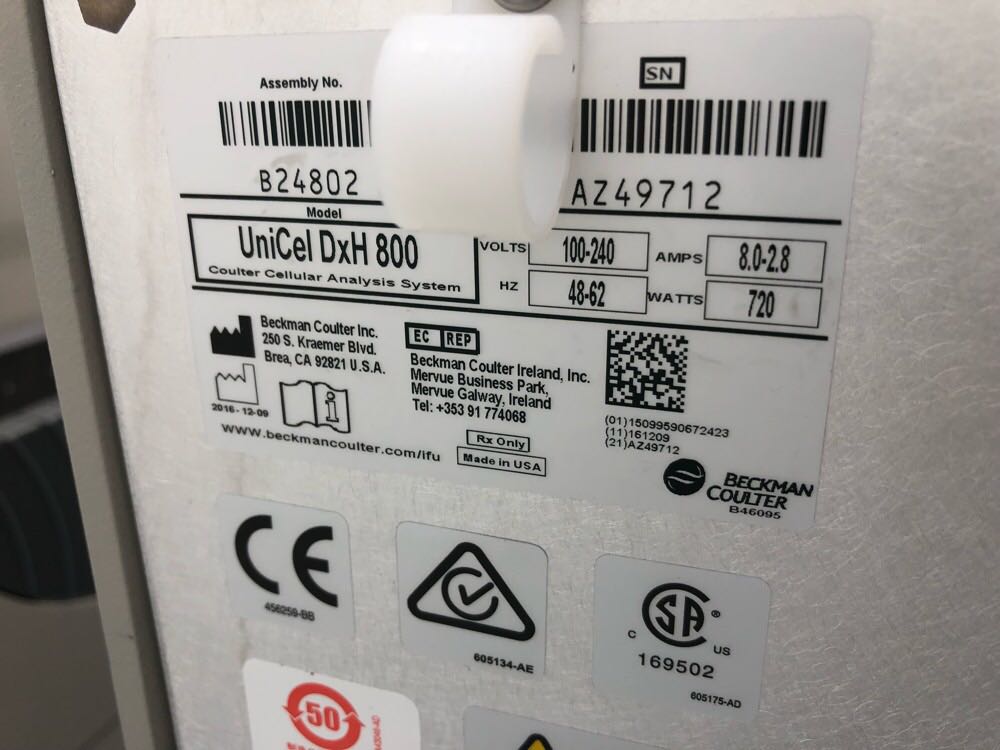 Assembly No.
B24802
SN
AZ49712
Model
UniCel DxH 800
Coulter Cellular Analysis System
VOLTS 100-240 AMPS 8.0-2.8
HZ 48-62 WATTS 720
Beckman Coulter Inc.
250 S. Kraemer Blvd.
Brea, CA 92821 U.S.A.
2016-12-09
www.beckmancoulter.com/ifu
EC REP
Beckman Coulter Ireland, Inc.
Mervue Business Park,
Mervue Galway, Ireland
Tel: +353 91 774068
Rx Only
Made in USA
(01)15099590672423
(11)161209
(21)AZ49712
BECKMAN
COULTER
B46095
CE
456259-BB
605134-AE
C SA ® US
169502
605175-AD
50